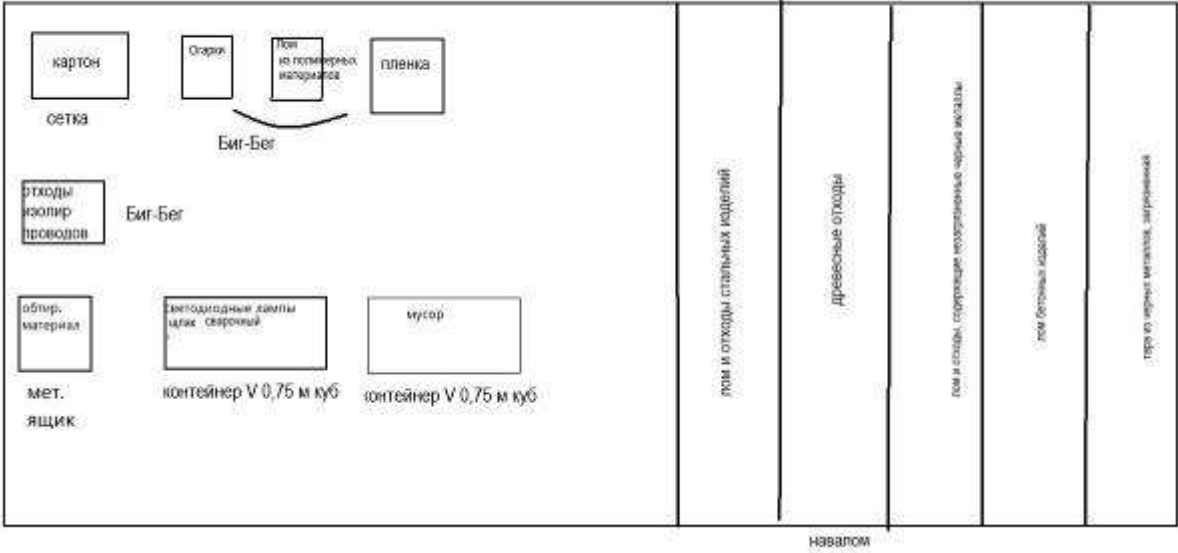 картон
Огарки
Лом
из полимерных
материалов
пленка
сетка
Биг-Бег
отходы
изолир
проводов
Биг-Бег
обтир.
материал
светодиодные лампы
шлак сварочный
мусор
мет.
ящик
контейнер V 0,75 м куб
контейнер V 0,75 м куб
лом и отходы стальных изделий
древесные отходы
лом и отходы, содержащие незагрязненные черные металлы
лом бетонных изделий
тара из черных металлов, загрязненная
навалом